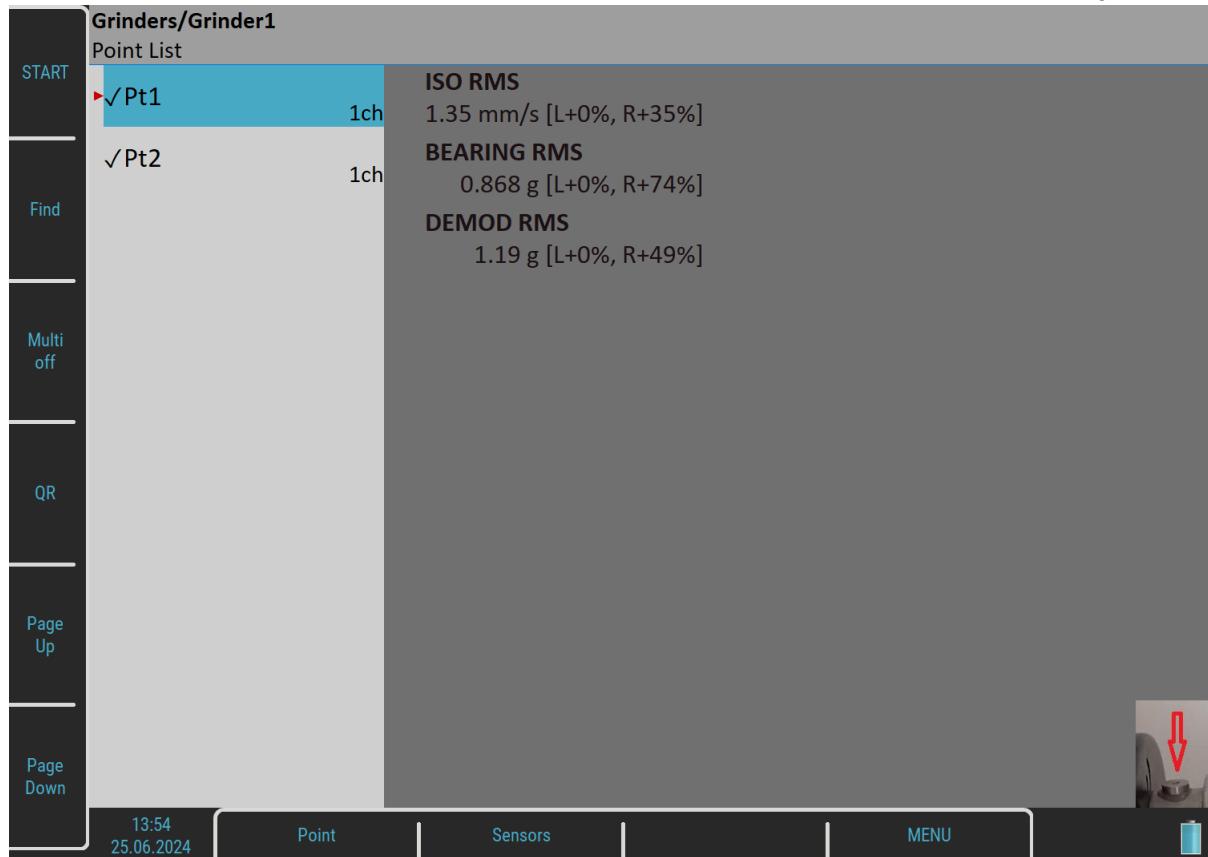 Grinders/Grinder1
Point List
START
Find
Multi
off
QR
Page
Up
Page
Down
✓Pt1
1ch
✓Pt2
1ch
ISO RMS
1.35 mm/s [L+0%, R+35%]
BEARING RMS
0.868 g [L+0%, R+74%]
DEMOD RMS
1.19 g [L+0%, R+49%]
13:54
25.06.2024
Point
Sensors
MENU